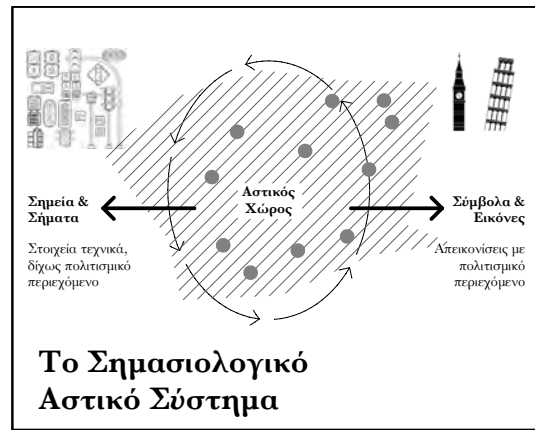 Αστικός
Χώρος
Σημεία &
Σήματα
Στοιχεία τεχνικά,
δίχως πολιτισμικό
περιεχόμενο
Σύμβολα &
Εικόνες
Απεικονίσεις με
πολιτισμικό
περιεχόμενο
Το Σημασιολογικό
Αστικό Σύστημα